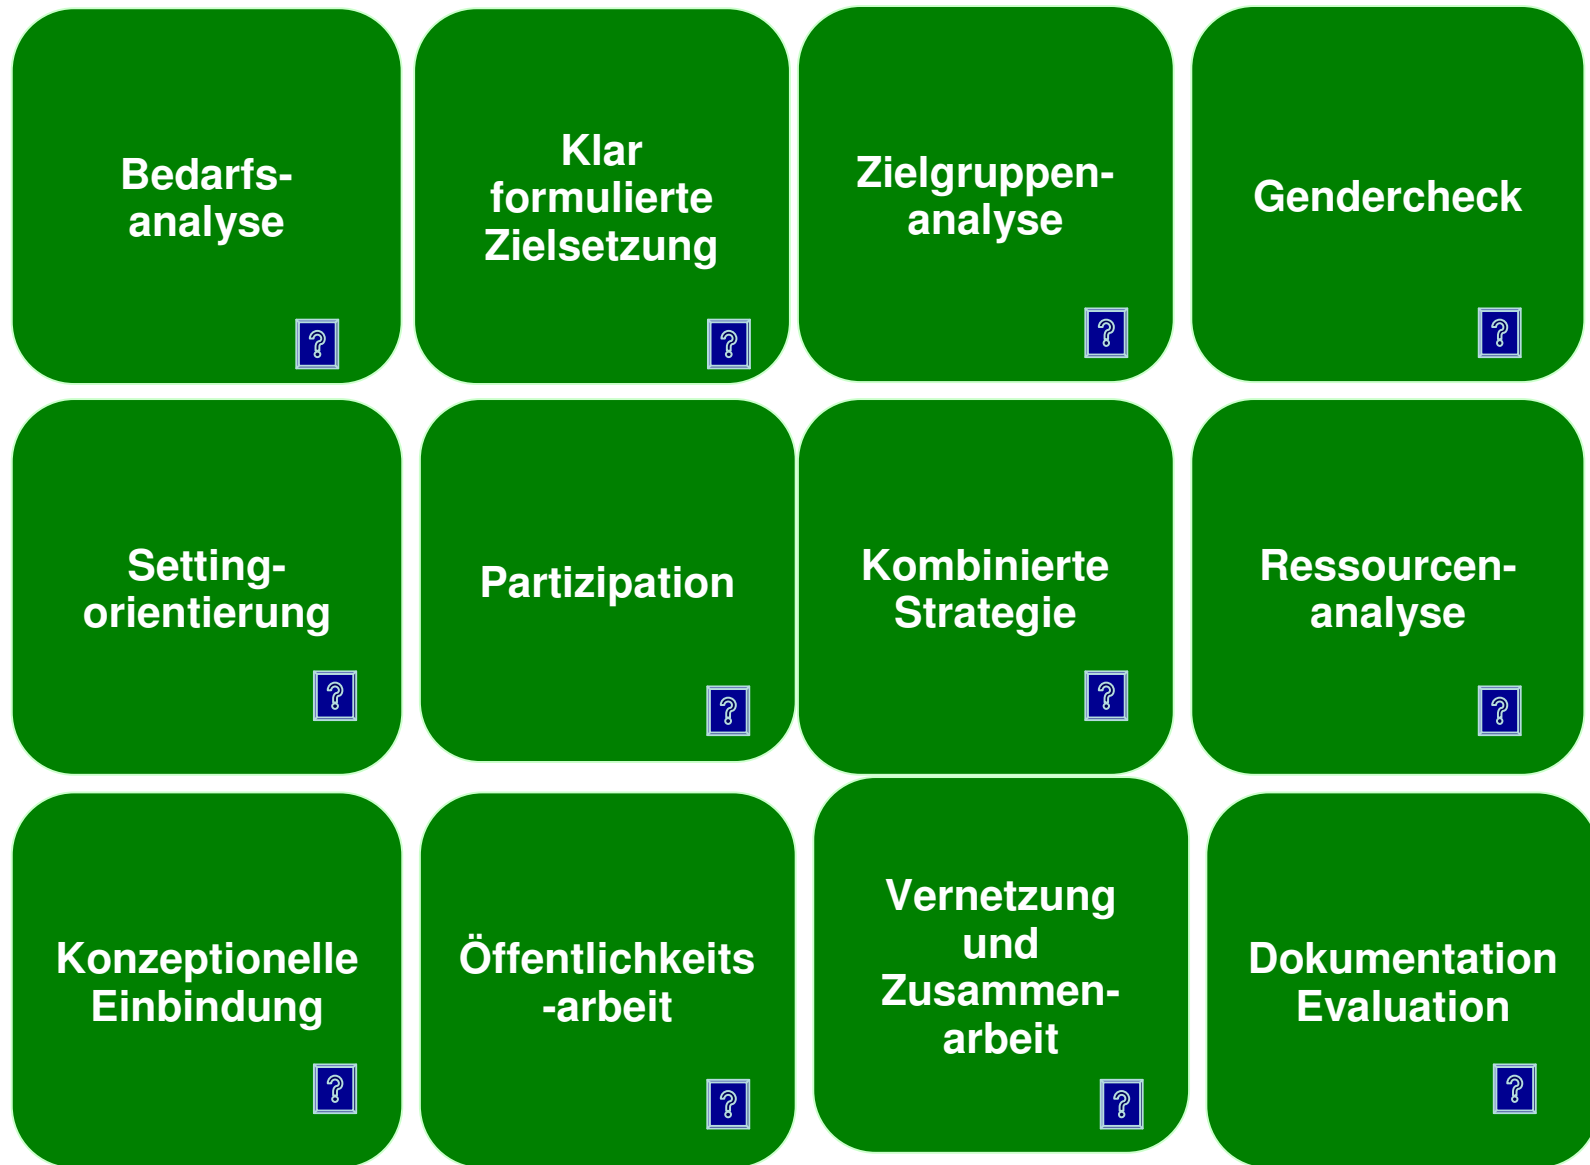 Bedarfs-
analyse
Klar
formulierte
Zielsetzung
Zielgruppen-
analyse
Gendercheck
?
?
?
?
Setting-
orientierung
Partizipation
Kombinierte
Strategie
Ressourcen-
analyse
?
?
?
?
Konzeptionelle
Einbindung
Öffentlichkeits
-arbeit
Vernetzung
und
Zusammen-
arbeit
Dokumentation
Evaluation
?
?
?
?